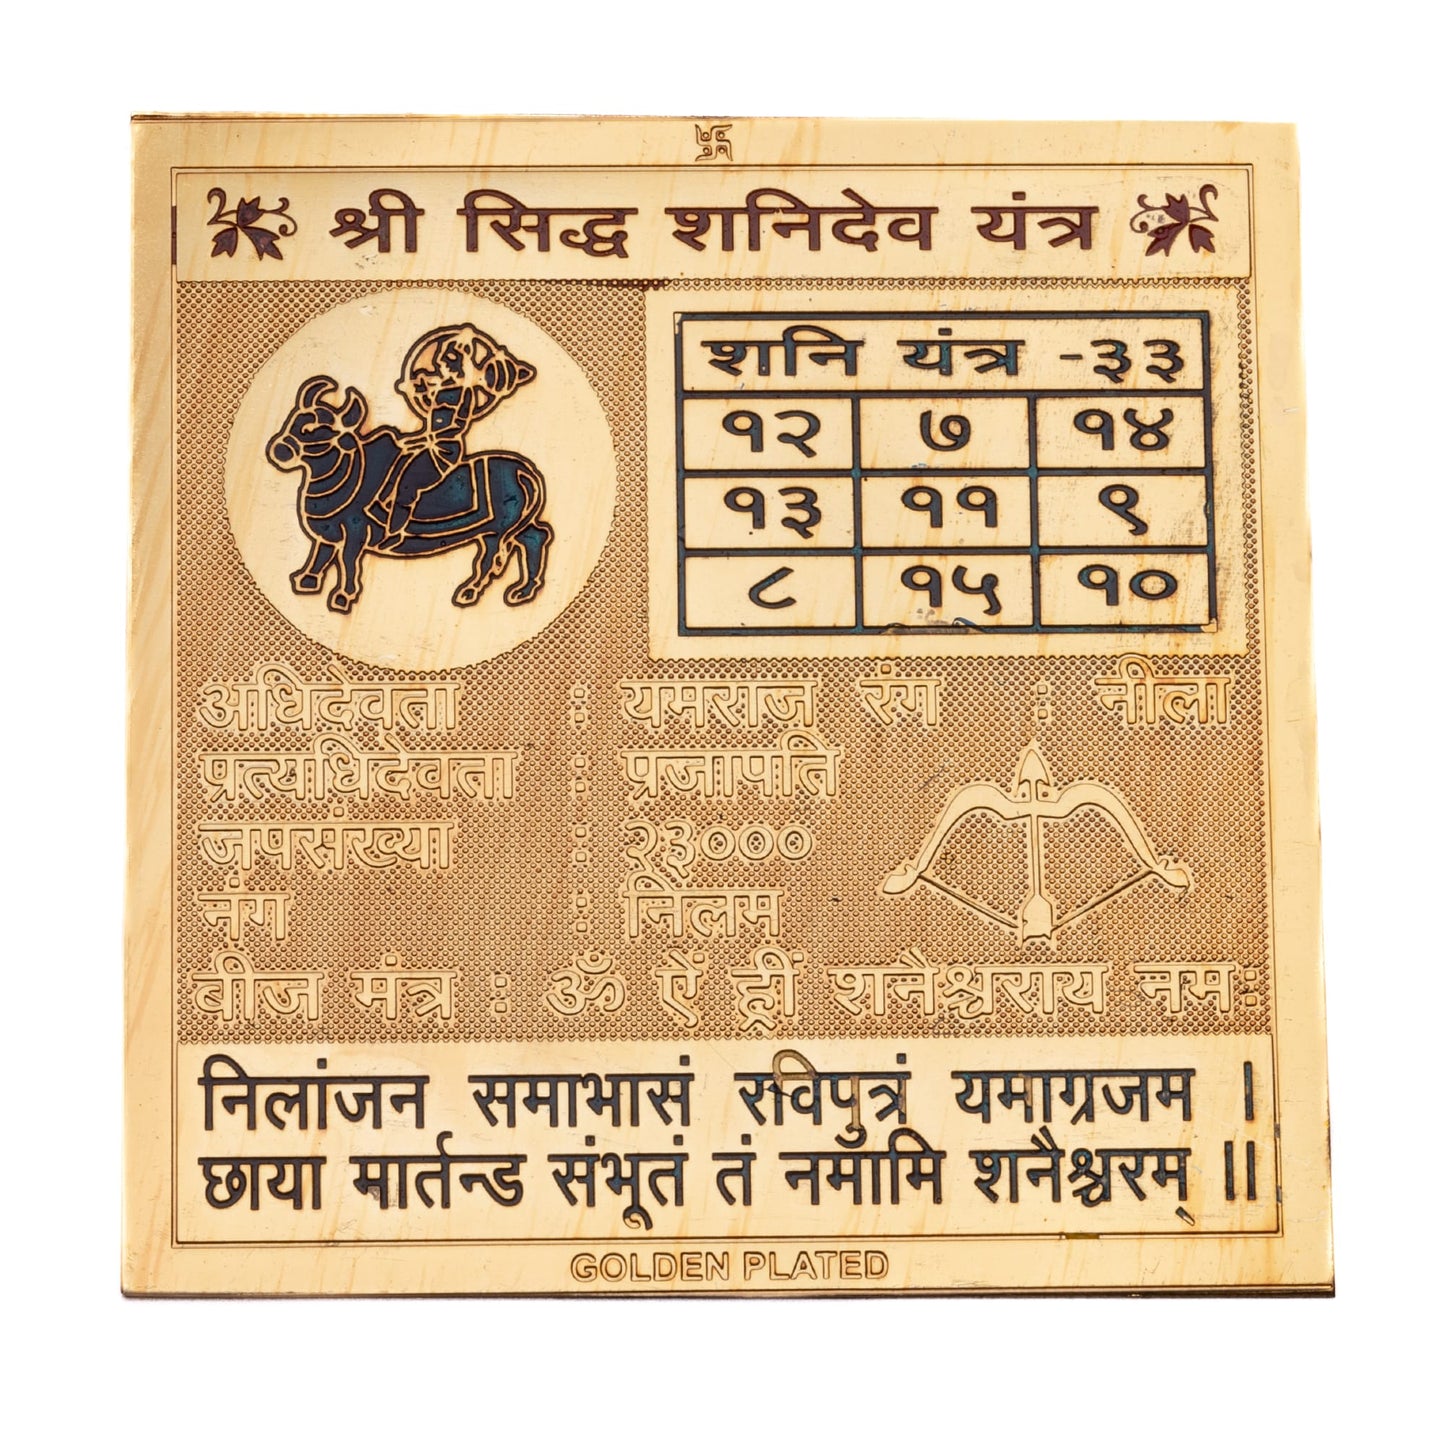 श्री सिद्ध शनिदेव यंत्र
शनि यंत्र -३३
१२ ७ १४
१३ ११ ९
८ १५ १०
अधिदेवता : यमराज रंग : नीला
प्रत्यधिदेवता : प्रजापति
जपसंख्या : २३०००
नंग : निलम
बीज मंत्र : ॐ ऐं ह्रीं शनैश्चराय नमः
निलांजन समाभासं रविपुत्रं यमाग्रजम ।
छाया मार्तन्ड संभूतं तं नमामि शनैश्चरम् ॥
GOLDEN PLATED